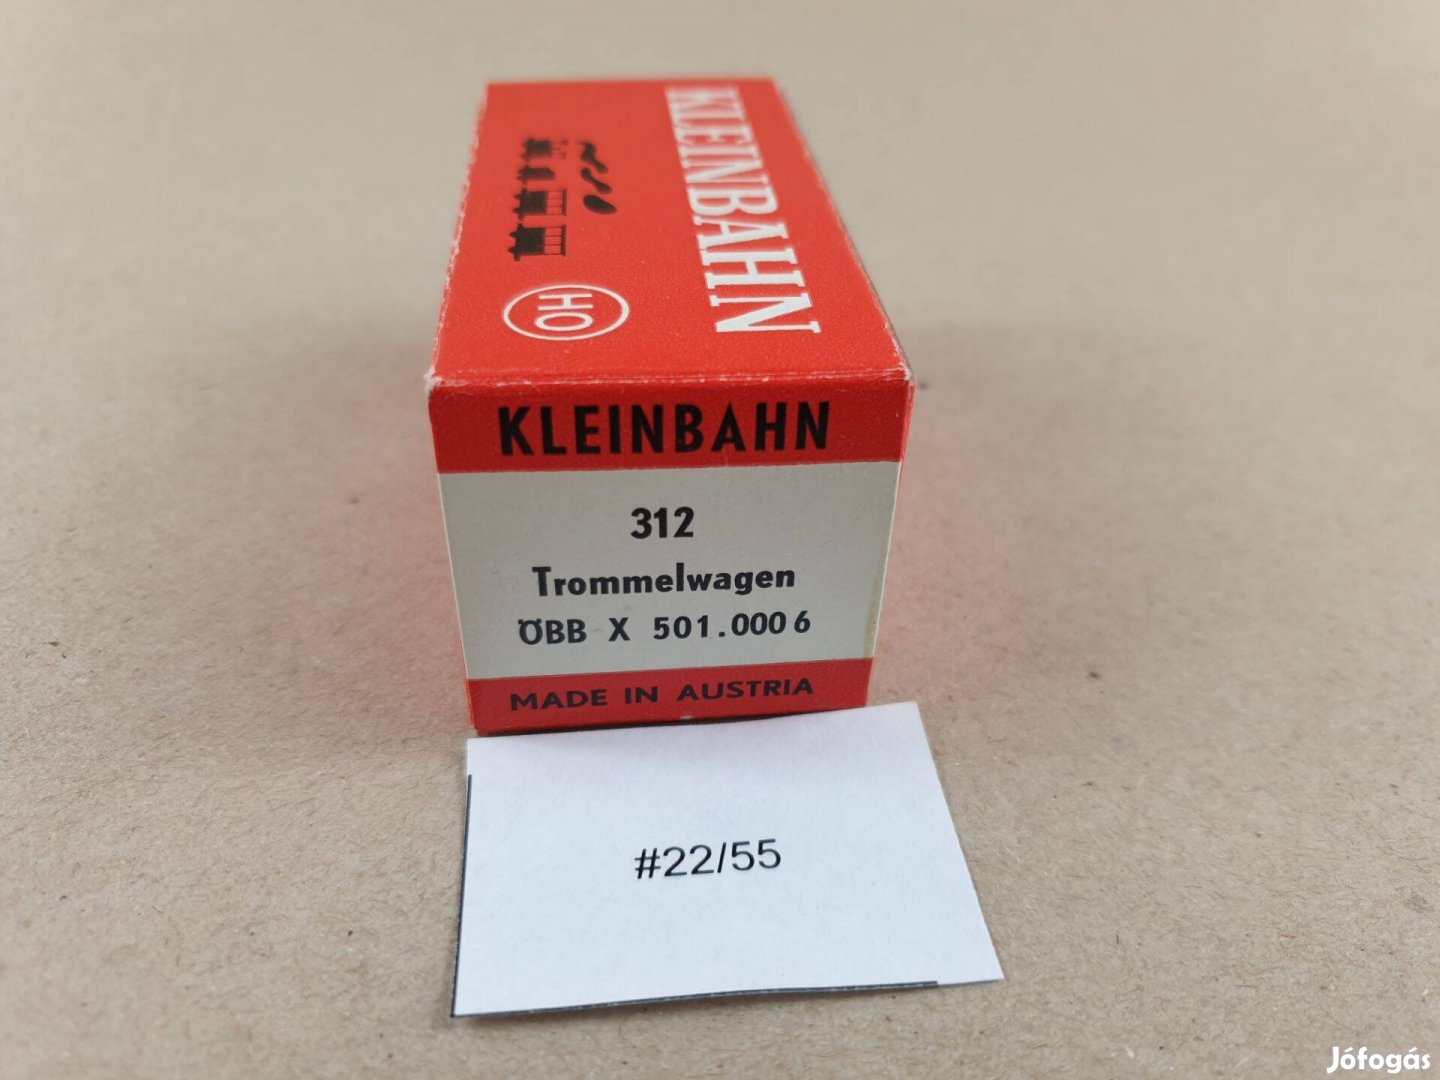 KLEINBAHN
HO
KLEINBAHN
312
Trommelwagen
ÖBB X 501.000 6
MADE IN AUSTRIA
#22/55
Jófogás